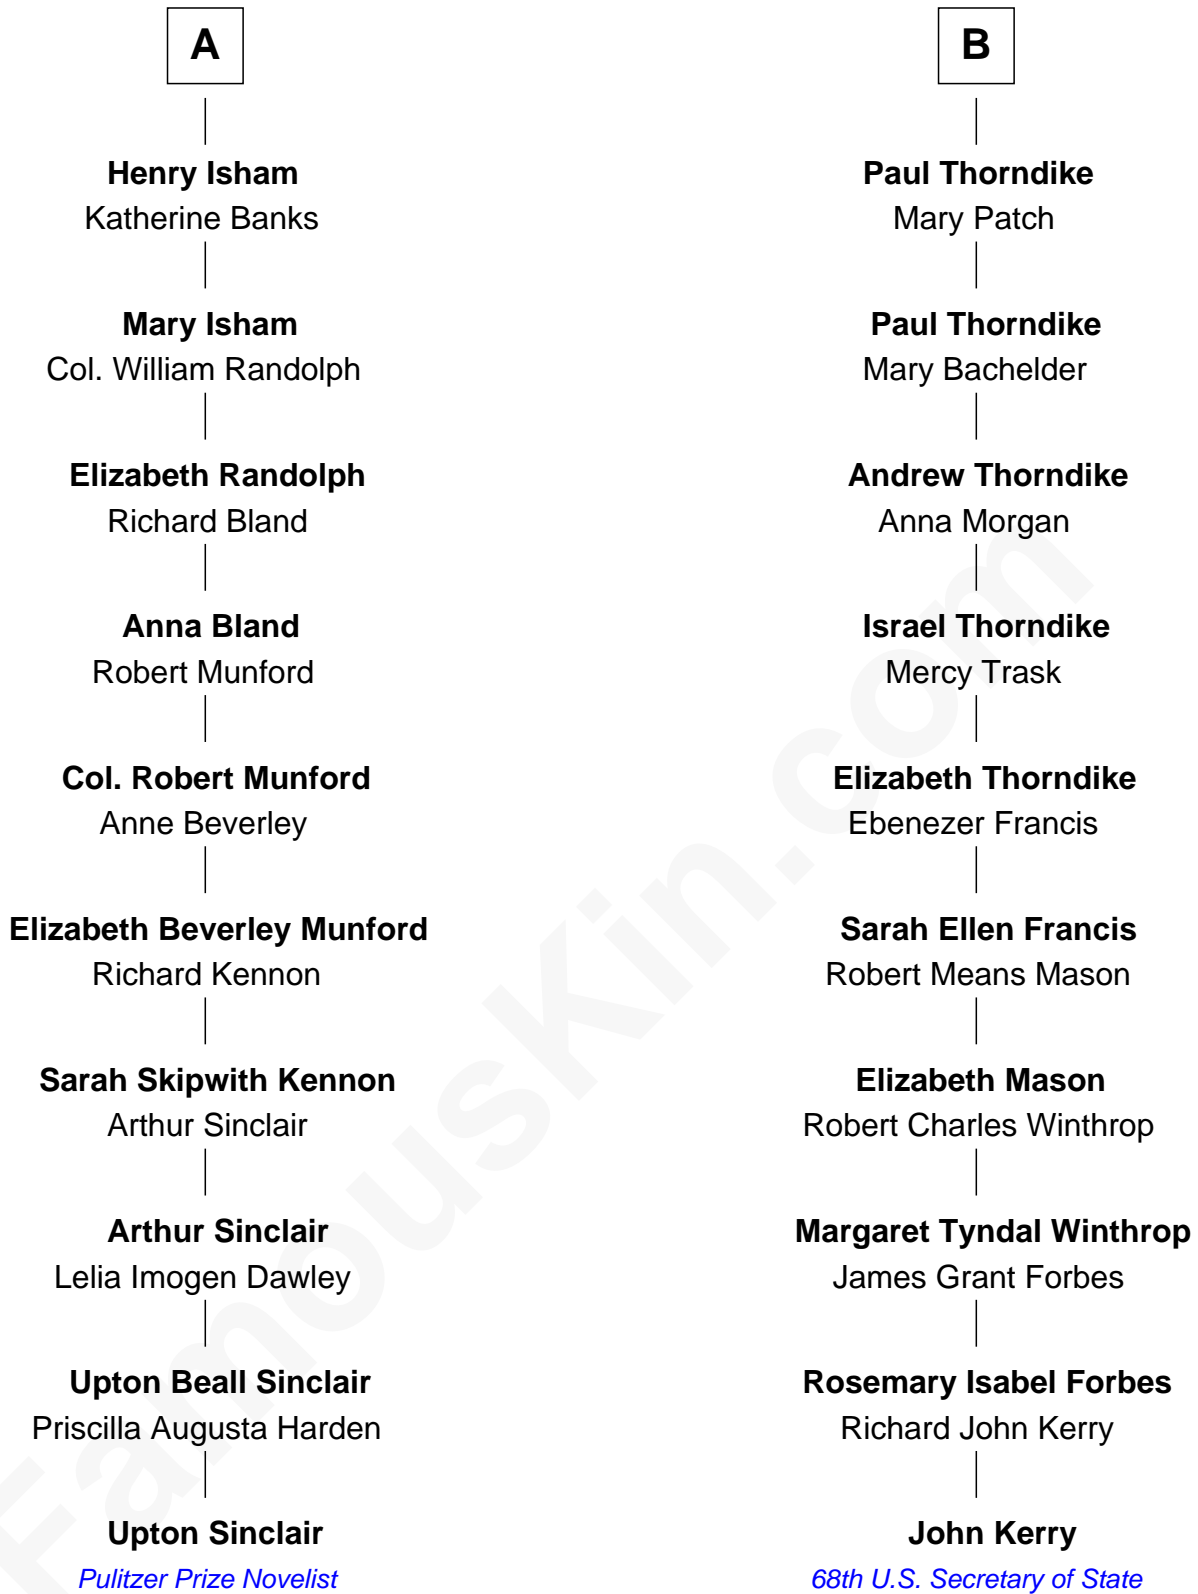 A
Henry Isham
Katherine Banks
Mary Isham
Col. William Randolph
Elizabeth Randolph
Richard Bland
Anna Bland
Robert Munford
Col. Robert Munford
Anne Beverley
Elizabeth Beverley Munford
Richard Kennon
Sarah Skipwith Kennon
Arthur Sinclair
Arthur Sinclair
Lelia Imogen Dawley
Upton Beall Sinclair
Priscilla Augusta Harden
Upton Sinclair
Pulitzer Prize Novelist
B
Paul Thorndike
Mary Patch
Paul Thorndike
Mary Bachelder
Andrew Thorndike
Anna Morgan
Israel Thorndike
Mercy Trask
Elizabeth Thorndike
Ebenezer Francis
Sarah Ellen Francis
Robert Means Mason
Elizabeth Mason
Robert Charles Winthrop
Margaret Tyndal Winthrop
James Grant Forbes
Rosemary Isabel Forbes
Richard John Kerry
John Kerry
68th U.S. Secretary of State
FamousKin.com